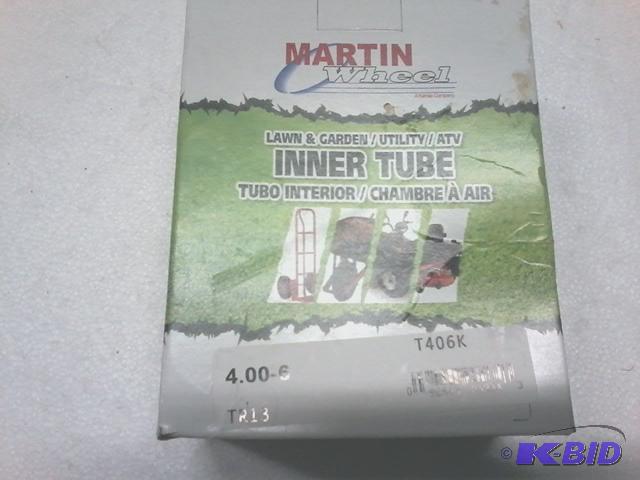 MARTIN
Wheel
LAWN & GARDEN / UTILITY / ATV
INNER TUBE
TUBO INTERIOR / CHAMBRE À AIR
T406K
4.00-6
TR13
© K-BID